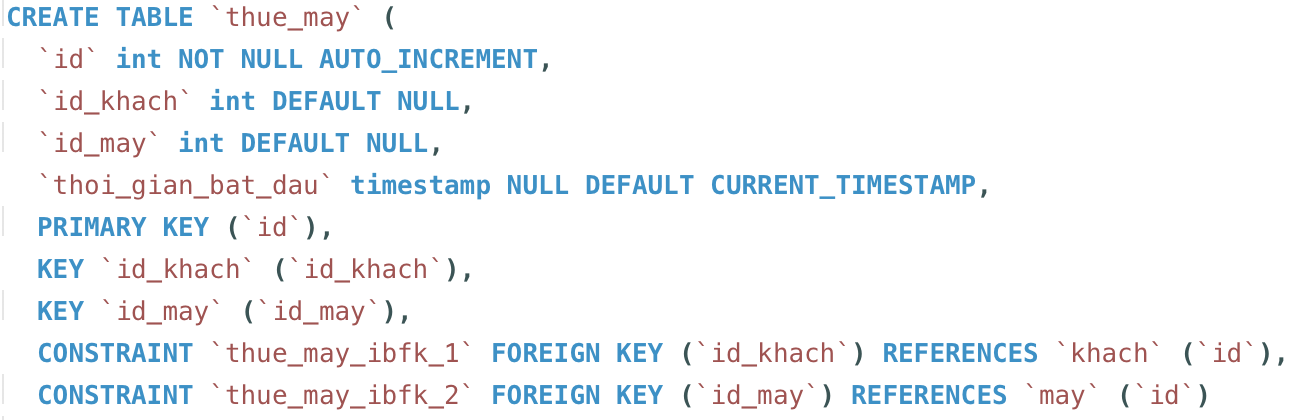 CREATE TABLE `thue_may` (
`id` int NOT NULL AUTO_INCREMENT,
`id_khach` int DEFAULT NULL,
`id_may` int DEFAULT NULL,
`thoi_gian_bat_dau` timestamp NULL DEFAULT CURRENT_TIMESTAMP,
PRIMARY KEY (`id`),
KEY `id_khach` (`id_khach`),
KEY `id_may` (`id_may`),
CONSTRAINT `thue_may_ibfk_1` FOREIGN KEY (`id_khach`) REFERENCES `khach` (`id`),
CONSTRAINT `thue_may_ibfk_2` FOREIGN KEY (`id_may`) REFERENCES `may` (`id`)